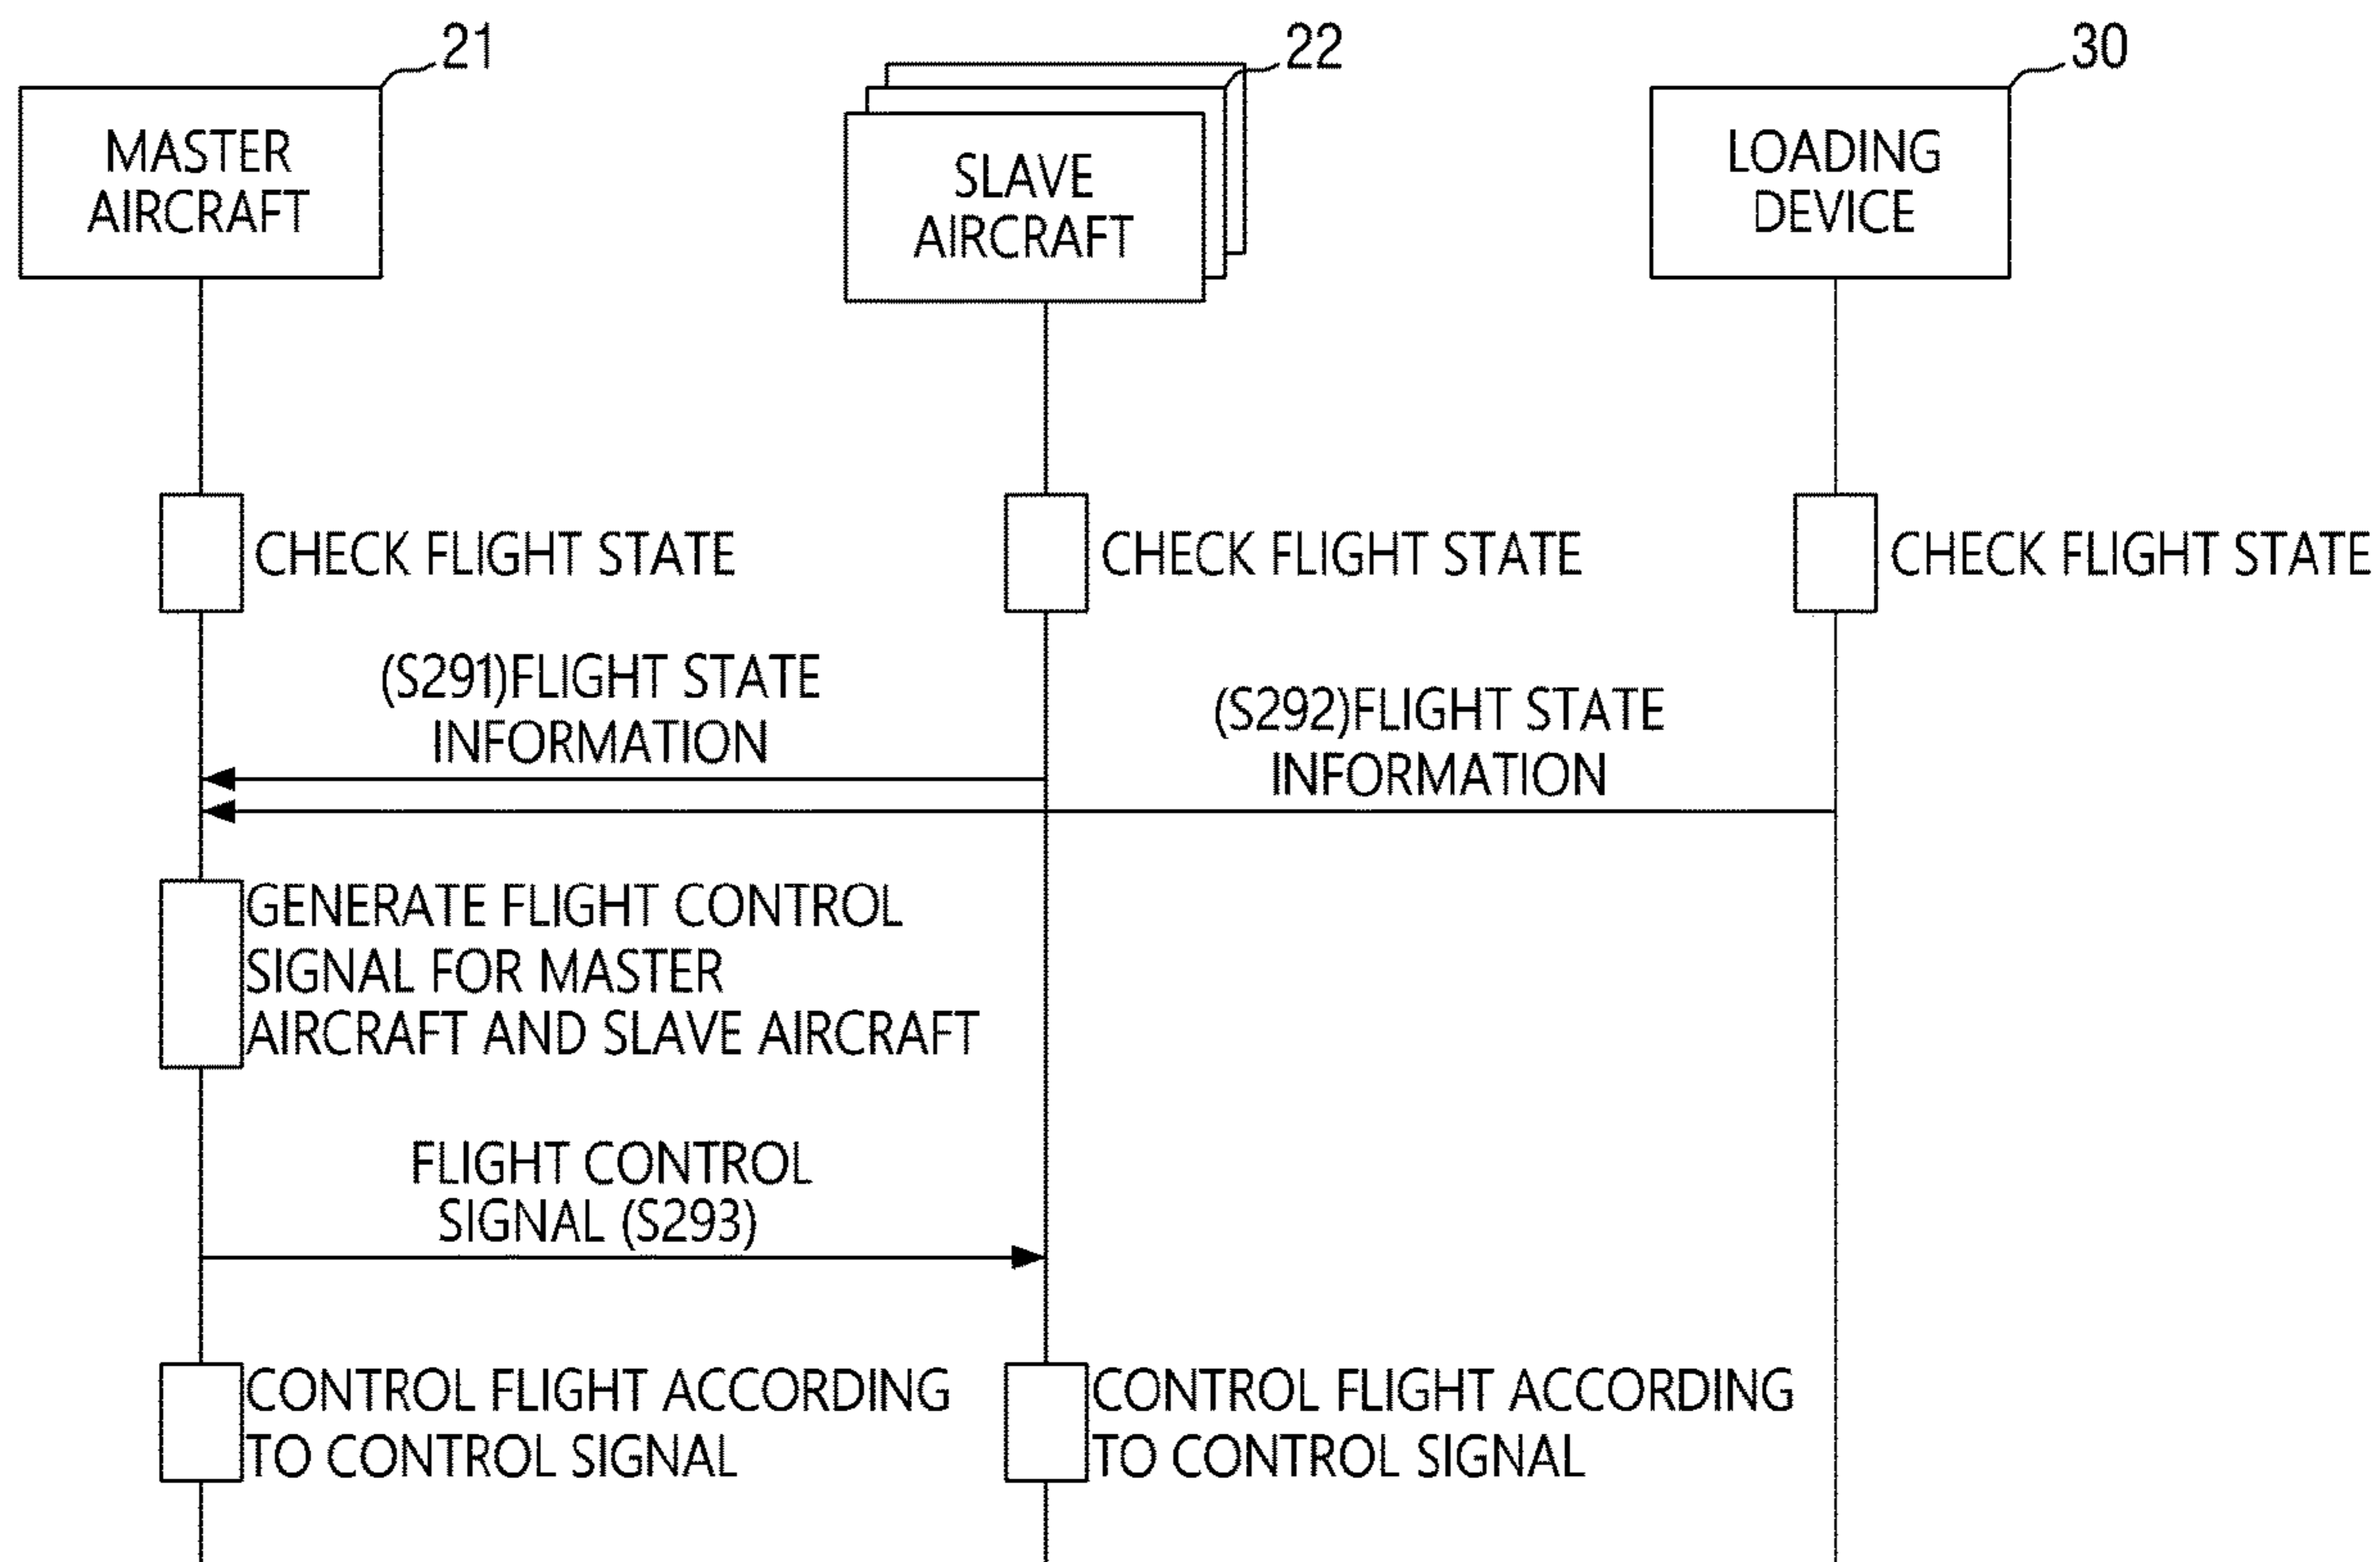 21
22
30
MASTER
AIRCRAFT
SLAVE
AIRCRAFT
LOADING
DEVICE
CHECK FLIGHT STATE
CHECK FLIGHT STATE
CHECK FLIGHT STATE
(S291)FLIGHT STATE
INFORMATION
(S292)FLIGHT STATE
INFORMATION
GENERATE FLIGHT CONTROL
SIGNAL FOR MASTER
AIRCRAFT AND SLAVE AIRCRAFT
FLIGHT CONTROL
SIGNAL (S293)
CONTROL FLIGHT ACCORDING
TO CONTROL SIGNAL
CONTROL FLIGHT ACCORDING
TO CONTROL SIGNAL